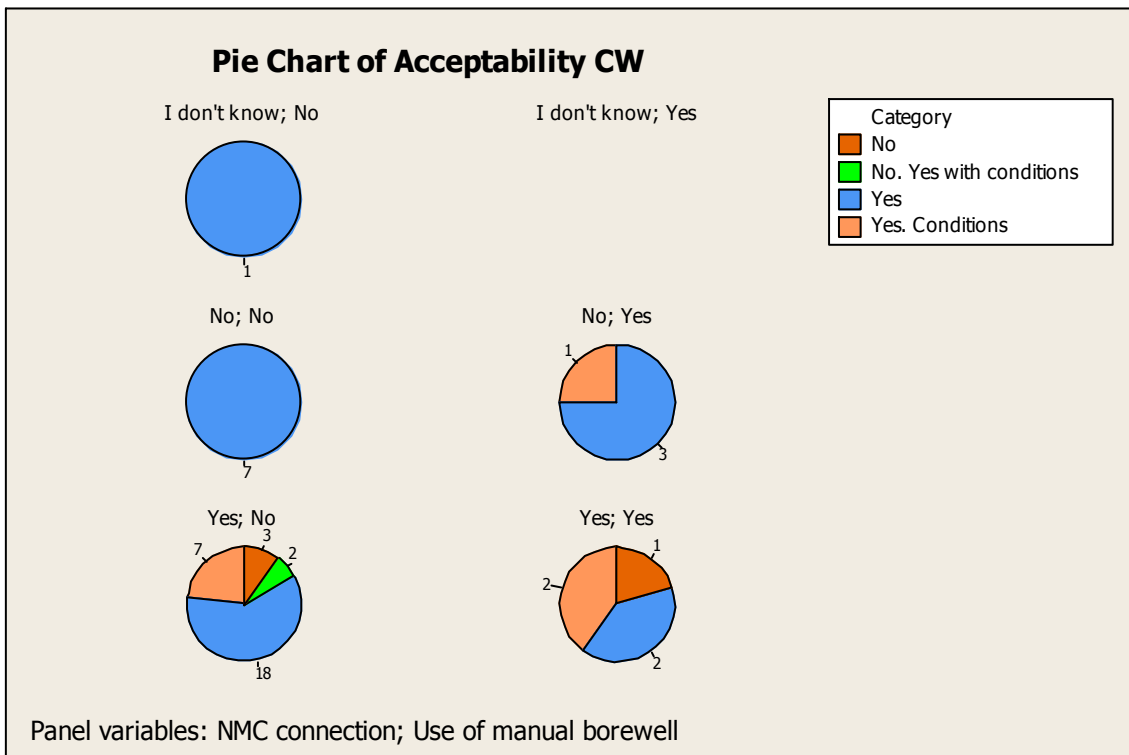 Pie Chart of Acceptability CW
I don't know; No
I don't know; Yes
Category
No
No. Yes with conditions
Yes
Yes. Conditions
1
No; No
No; Yes
7
1
3
Yes; No
Yes; Yes
7
3
2
18
1
2
2
Panel variables: NMC connection; Use of manual borewell